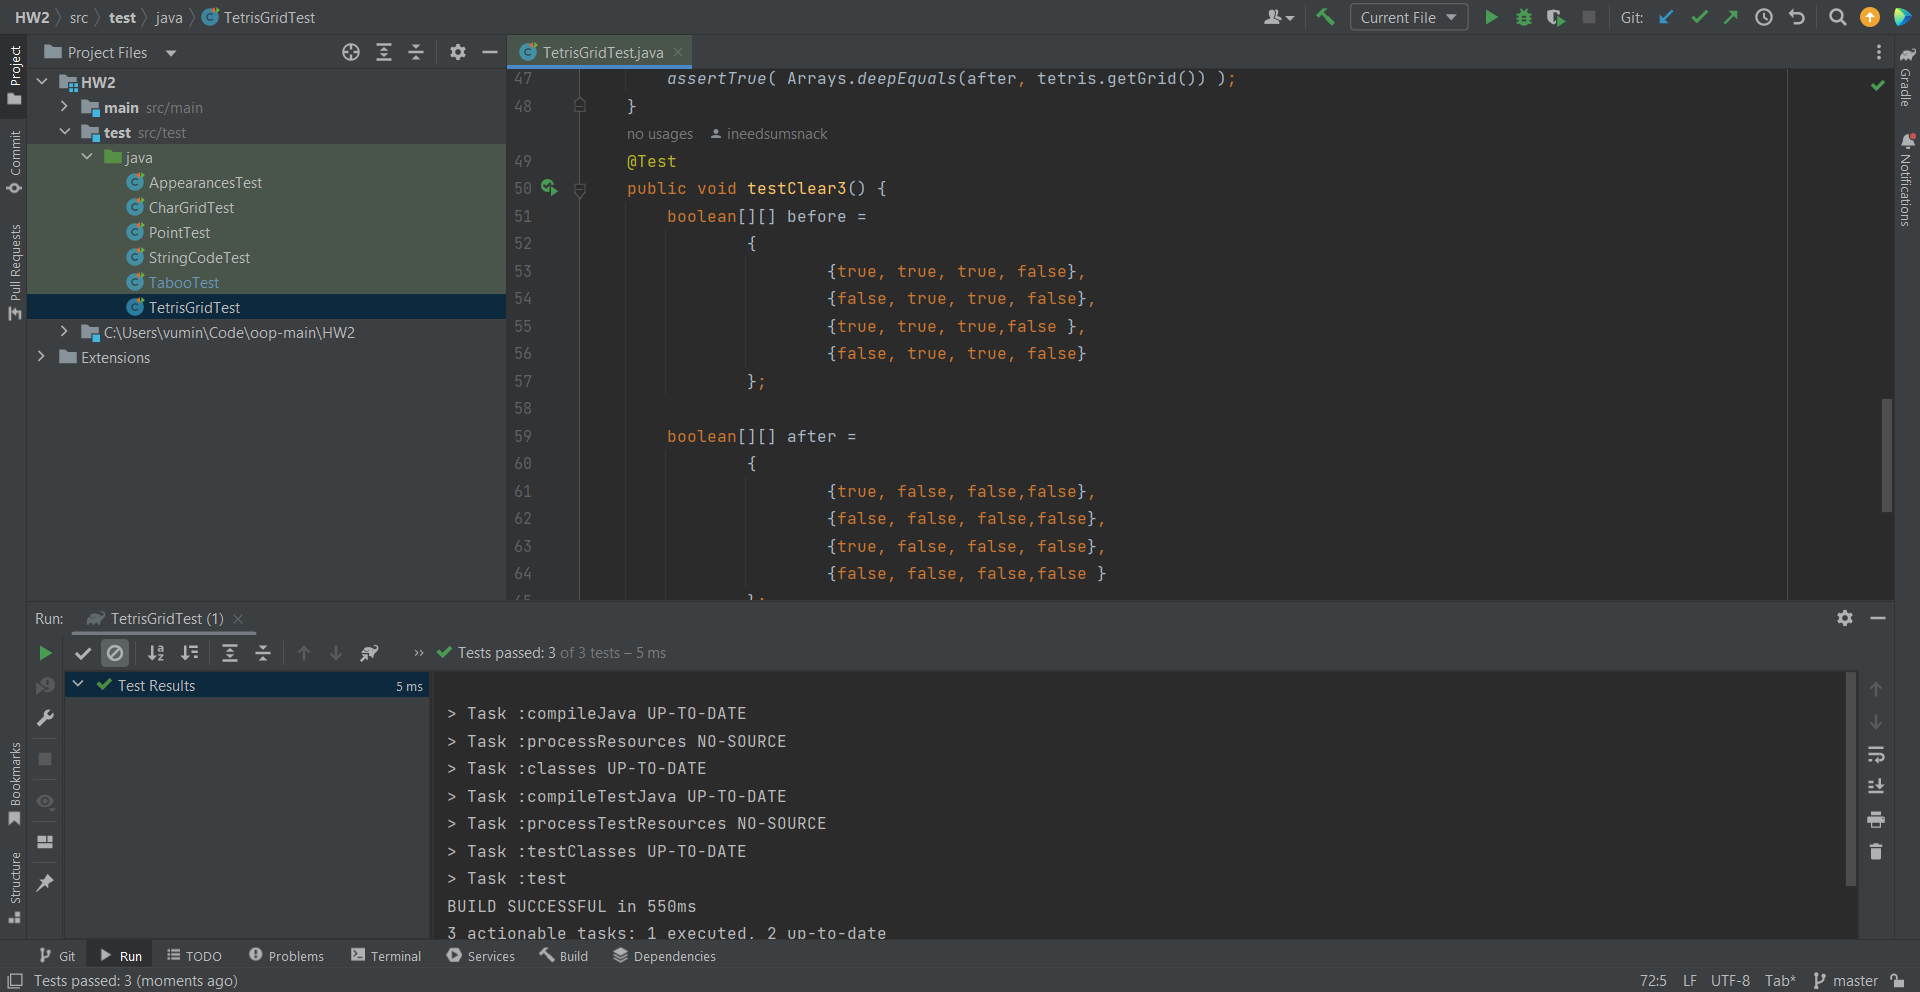 HW2 src test java TetrisGridTest
Current File
Git:
Project Files
TetrisGridTest.java
Project
Commit
Pull Requests
Bookmarks
Structure
Gradle
Notifications
HW2
main src/main
test src/test
java
AppearancesTest
CharGridTest
PointTest
StringCodeTest
TabooTest
TetrisGridTest
C:\Users\vumin\Code\oop-main\HW2
Extensions
47 assertTrue( Arrays.deepEquals(after, tetris.getGrid()) );
48 }
no usages ineedsumsnack
49 @Test
50 public void testClear3() {
51 boolean[][] before =
52 {
53 {true, true, true, false},
54 {false, true, true, false},
55 {true, true, true,false },
56 {false, true, true, false}
57 };
58
59 boolean[][] after =
60 {
61 {true, false, false,false},
62 {false, false, false,false},
63 {true, false, false, false},
64 {false, false, false,false }
65 };
Run: TetrisGridTest (1)
Tests passed: 3 of 3 tests – 5 ms
Test Results 5 ms
> Task :compileJava UP-TO-DATE
> Task :processResources NO-SOURCE
> Task :classes UP-TO-DATE
> Task :compileTestJava UP-TO-DATE
> Task :processTestResources NO-SOURCE
> Task :testClasses UP-TO-DATE
> Task :test
BUILD SUCCESSFUL in 550ms
3 actionable tasks: 1 executed, 2 up-to-date
Git Run TODO Problems Terminal Services Build Dependencies
Tests passed: 3 (moments ago)
72:5 LF UTF-8 Tab* master